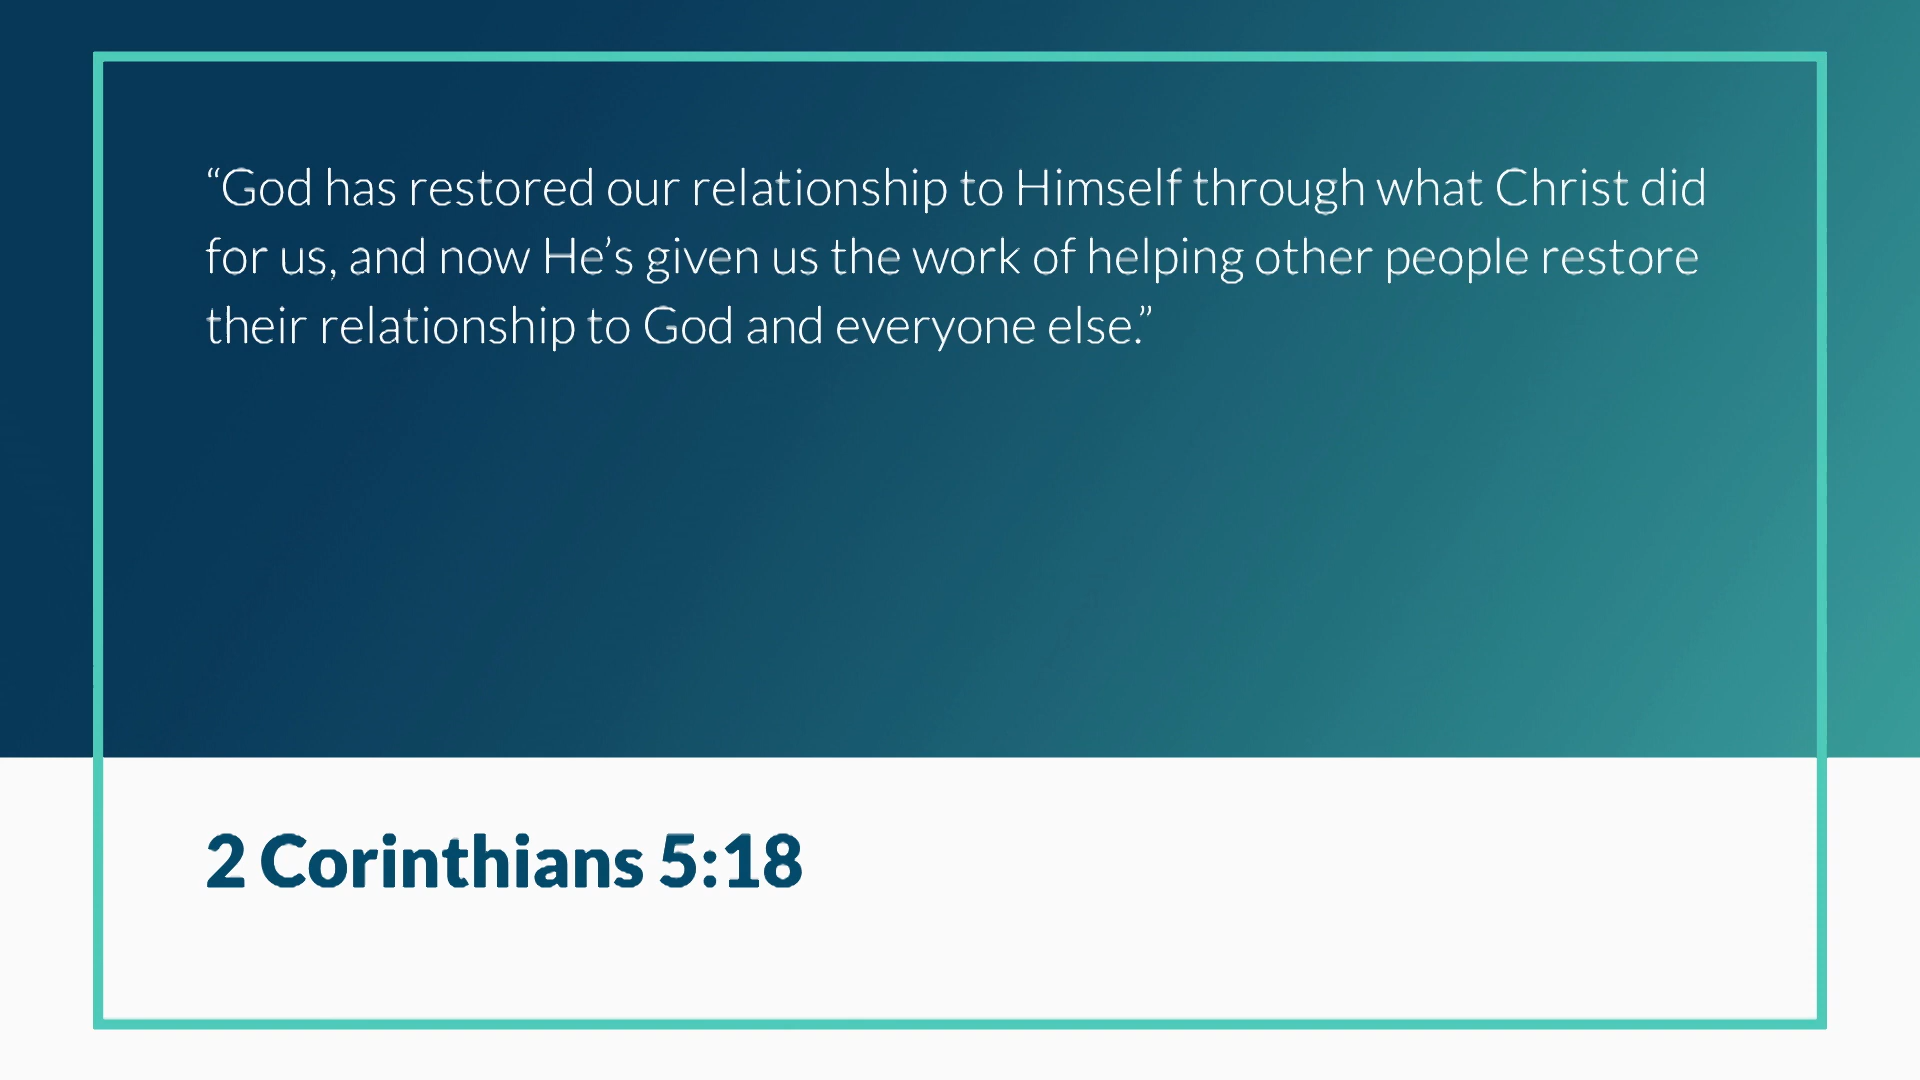 “God has restored our relationship to Himself through what Christ did
for us, and now He’s given us the work of helping other people restore
their relationship to God and everyone else.”
2 Corinthians 5:18